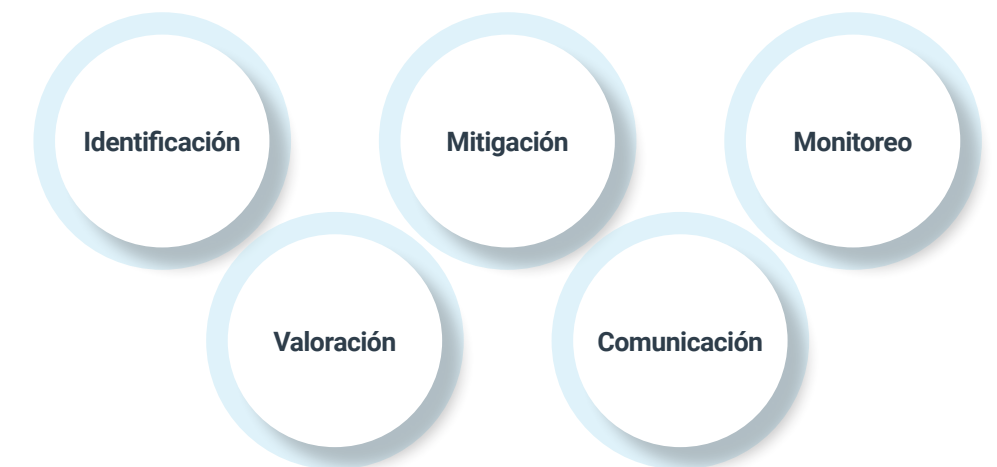 Identificación
Mitigación
Monitoreo
Valoración
Comunicación